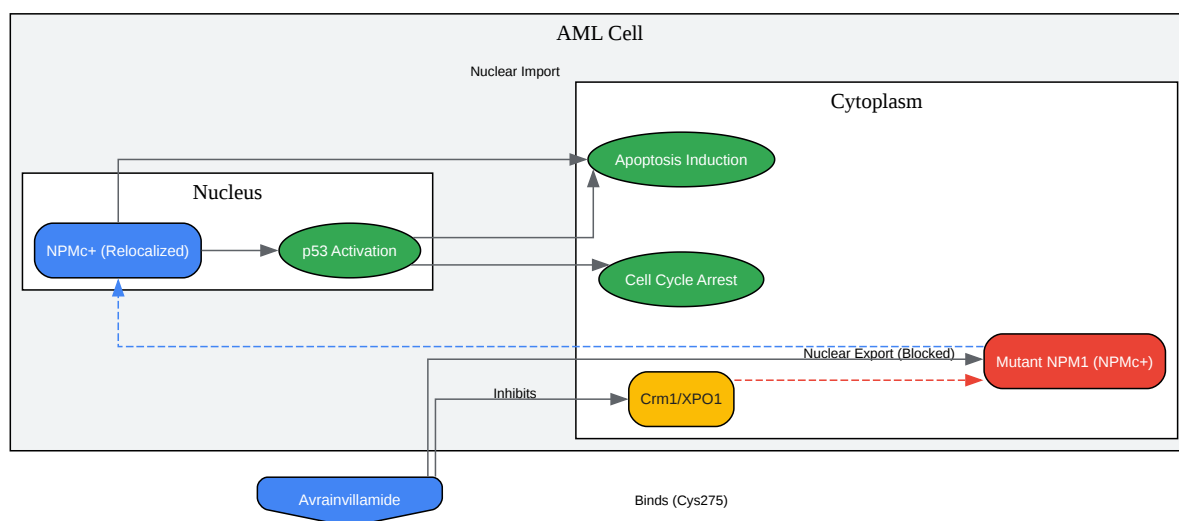 AML Cell
Nuclear Import
Cytoplasm
Apoptosis Induction
Nucleus
NPMc+ (Relocalized)
p53 Activation
Cell Cycle Arrest
Nuclear Export (Blocked)
Mutant NPM1 (NPMc+)
Inhibits
Crm1/XPO1
Avrainvillamide
Binds (Cys275)